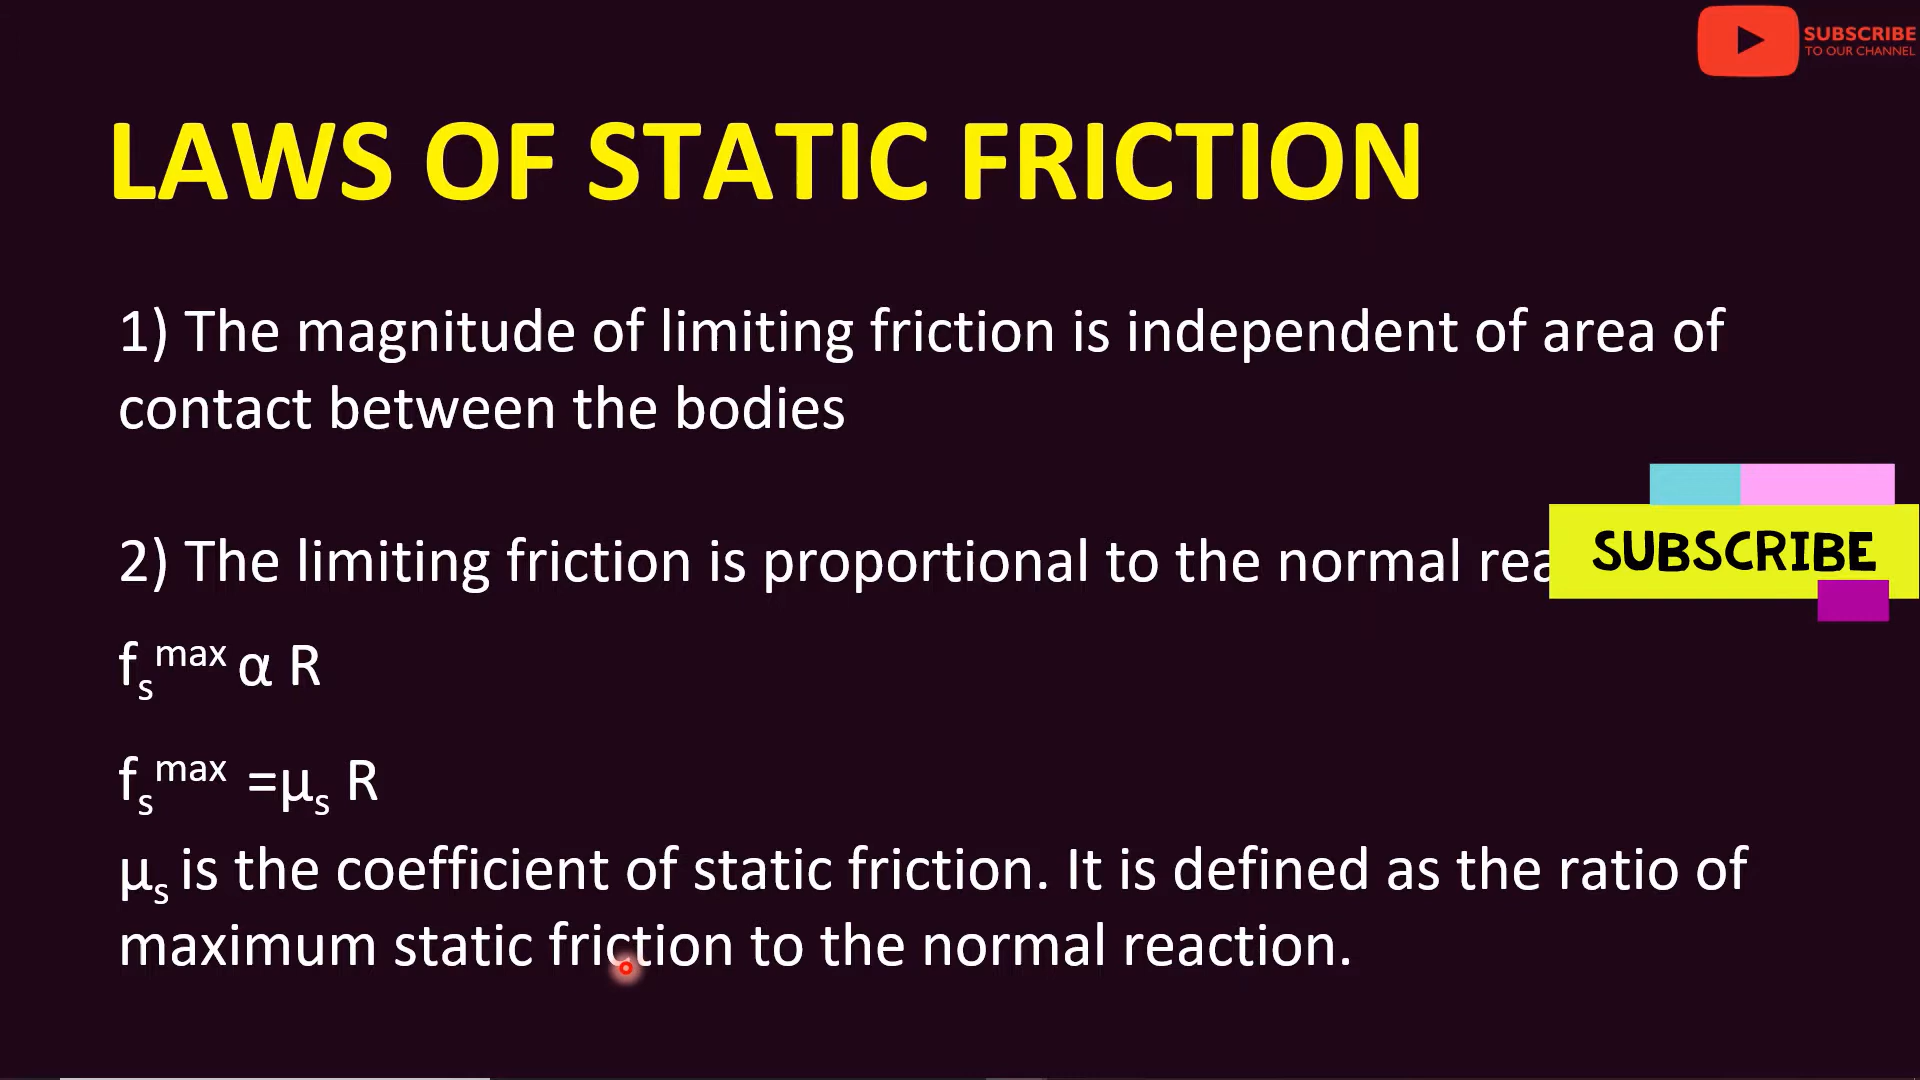 SUBSCRIBE
TO OUR CHANNEL
LAWS OF STATIC FRICTION
1) The magnitude of limiting friction is independent of area of
contact between the bodies
2) The limiting friction is proportional to the normal
SUBSCRIBE
fₛᵐᵃˣ α R
fₛᵐᵃˣ =μₛ R
μₛ is the coefficient of static friction. It is defined as the ratio of
maximum static friction to the normal reaction.